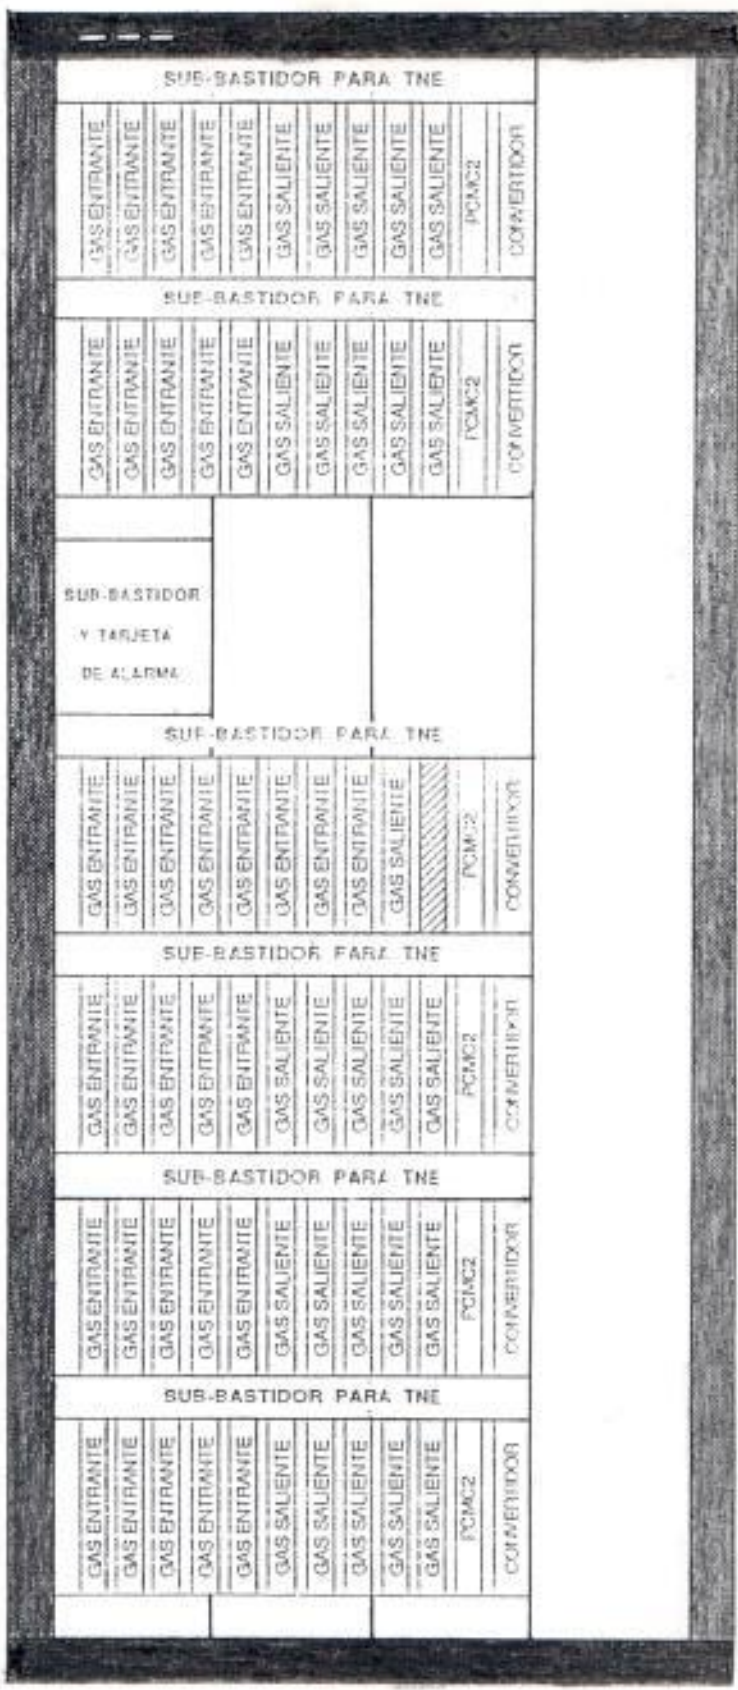 SUB-BASTIDOR PARA TNE
GAS ENTRANTE
GAS ENTRANTE
GAS ENTRANTE
GAS ENTRANTE
GAS ENTRANTE
GAS SALIENTE
GAS SALIENTE
GAS SALIENTE
GAS SALIENTE
GAS SALIENTE
PCMC2
CONVERTIDOR
SUB-BASTIDOR PARA TNE
GAS ENTRANTE
GAS ENTRANTE
GAS ENTRANTE
GAS ENTRANTE
GAS ENTRANTE
GAS SALIENTE
GAS SALIENTE
GAS SALIENTE
GAS SALIENTE
GAS SALIENTE
PCMC2
CONVERTIDOR
SUB-BASTIDOR
Y TARJETA
DE ALARMA
SUB-BASTIDOR PARA TNE
GAS ENTRANTE
GAS ENTRANTE
GAS ENTRANTE
GAS ENTRANTE
GAS ENTRANTE
GAS ENTRANTE
GAS ENTRANTE
GAS ENTRANTE
GAS SALIENTE
PCMC2
CONVERTIDOR
SUB-BASTIDOR PARA TNE
GAS ENTRANTE
GAS ENTRANTE
GAS ENTRANTE
GAS ENTRANTE
GAS ENTRANTE
GAS SALIENTE
GAS SALIENTE
GAS SALIENTE
GAS SALIENTE
GAS SALIENTE
PCMC2
CONVERTIDOR
SUB-BASTIDOR PARA TNE
GAS ENTRANTE
GAS ENTRANTE
GAS ENTRANTE
GAS ENTRANTE
GAS ENTRANTE
GAS SALIENTE
GAS SALIENTE
GAS SALIENTE
GAS SALIENTE
GAS SALIENTE
PCMC2
CONVERTIDOR
SUB-BASTIDOR PARA TNE
GAS ENTRANTE
GAS ENTRANTE
GAS ENTRANTE
GAS ENTRANTE
GAS ENTRANTE
GAS SALIENTE
GAS SALIENTE
GAS SALIENTE
GAS SALIENTE
GAS SALIENTE
PCMC2
CONVERTIDOR